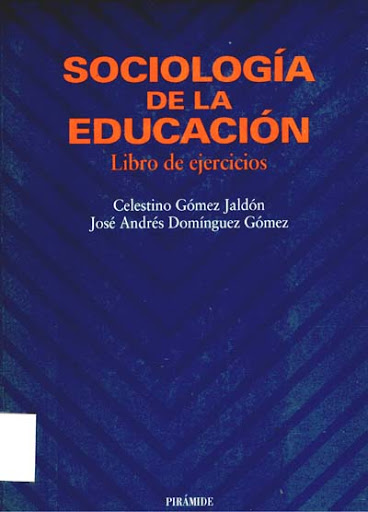 SOCIOLOGÍA
DE LA
EDUCACIÓN
Libro de ejercicios
Celestino Gómez Jaldón
José Andrés Domínguez Gómez
PIRÁMIDE